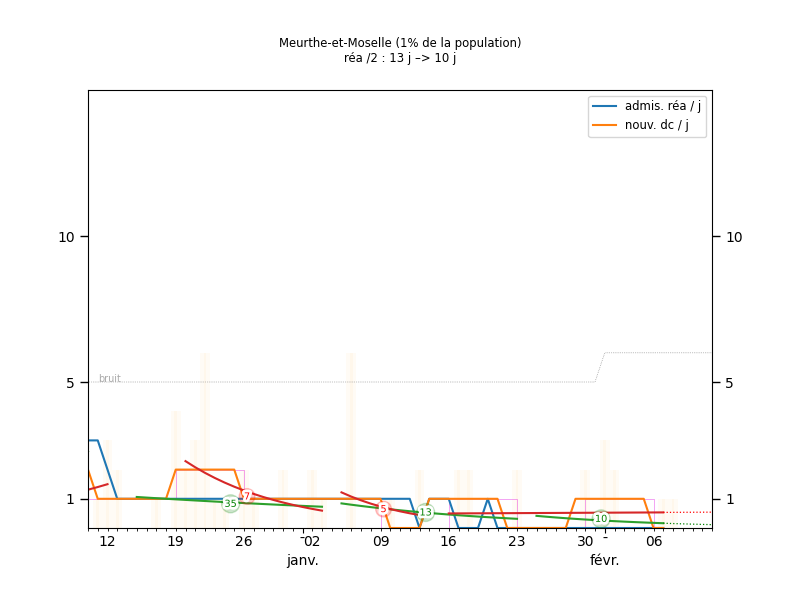 Meurthe-et-Moselle (1% de la population)
réa /2 : 13 j –> 10 j
admis. réa / j
nouv. dc / j
10
10
bruit
5
5
35
7
5
13
10
1
1
12
19
26
02
09
16
23
30
06
janv.
févr.